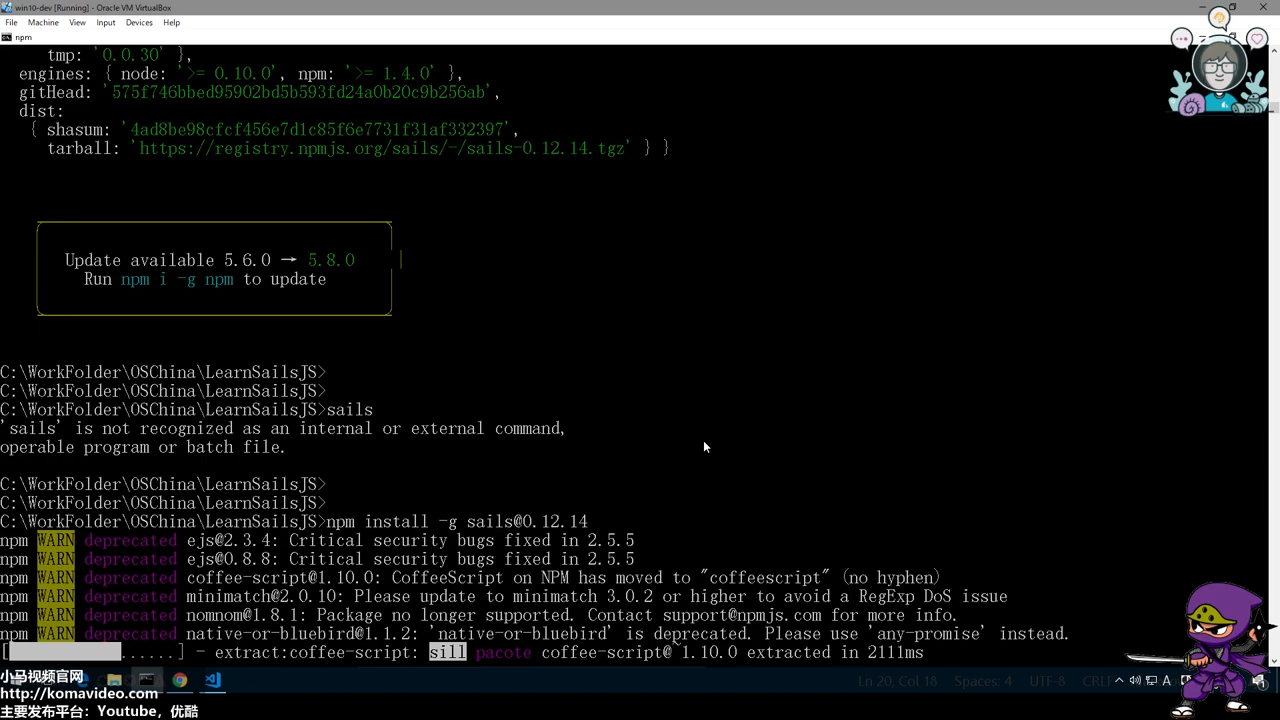 win10-dev [Running] - Oracle VM VirtualBox
File Machine View Input Devices Help
npm
tmp: '0.0.30' },
engines: { node: '>= 0.10.0', npm: '>= 1.4.0' },
gitHead: '575f746bbed95902bd5b593fd24a0b20c9b256ab',
dist:
{ shasum: '4ad8be98cfcf456e7d1c85f6e7731f31af332397',
tarball: 'https://registry.npmjs.org/sails/-/sails-0.12.14.tgz' } }
Update available 5.6.0 → 5.8.0
Run npm i -g npm to update
C:\WorkFolder\OSChina\LearnSailsJS>
C:\WorkFolder\OSChina\LearnSailsJS>
C:\WorkFolder\OSChina\LearnSailsJS>sails
'sails' is not recognized as an internal or external command,
operable program or batch file.
C:\WorkFolder\OSChina\LearnSailsJS>
C:\WorkFolder\OSChina\LearnSailsJS>
C:\WorkFolder\OSChina\LearnSailsJS>npm install -g sails@0.12.14
npm WARN deprecated ejs@2.3.4: Critical security bugs fixed in 2.5.5
npm WARN deprecated ejs@0.8.8: Critical security bugs fixed in 2.5.5
npm WARN deprecated coffee-script@1.10.0: CoffeeScript on NPM has moved to "coffeescript" (no hyphen)
npm WARN deprecated minimatch@2.0.10: Please update to minimatch 3.0.2 or higher to avoid a RegExp DoS issue
npm WARN deprecated nomnom@1.8.1: Package no longer supported. Contact support@npmjs.com for more info.
npm WARN deprecated native-or-bluebird@1.1.2: 'native-or-bluebird' is deprecated. Please use 'any-promise' instead.
[ ......] - extract:coffee-script: sill pacote coffee-script@~1.10.0 extracted in 2111ms
小马视频官网
http://komavideo.com
主要发布平台：Youtube，优酷
Ln 20, Col 18 Spaces: 4 UTF-8 CRLF